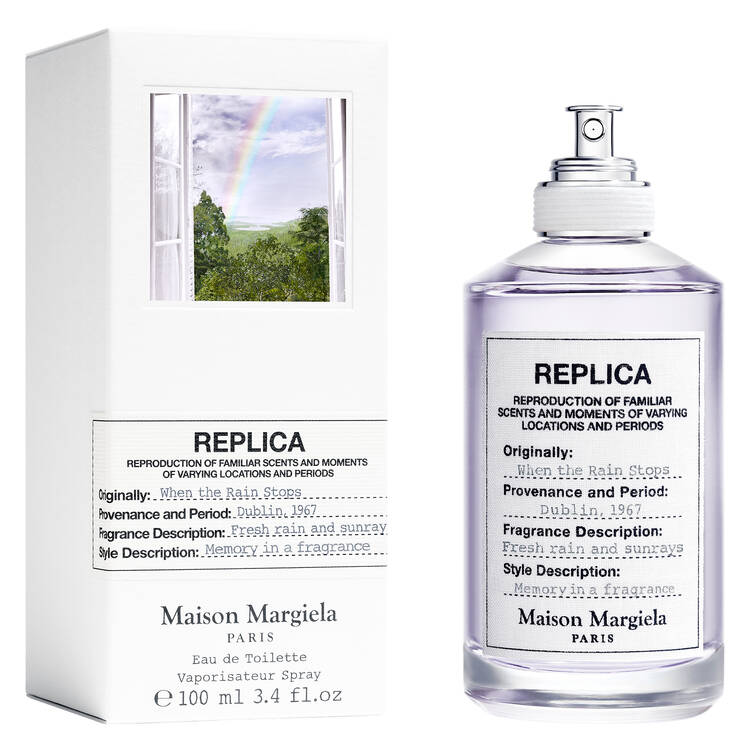 REPLICA
REPRODUCTION OF FAMILIAR SCENTS AND MOMENTS
OF VARYING LOCATIONS AND PERIODS
Originally: When the Rain Stops
Provenance and Period: Dublin, 1967
Fragrance Description: Fresh rain and sunray
Style Description: Memory in a fragrance
Maison Margiela
PARIS
Eau de Toilette
Vaporisateur Spray
℮ 100 ml 3.4 fl.oz
REPLICA
REPRODUCTION OF FAMILIAR
SCENTS AND MOMENTS OF VARYING
LOCATIONS AND PERIODS
Originally:
When the Rain Stops
Provenance and Period:
Dublin, 1967
Fragrance Description:
Fresh rain and sunrays
Style Description:
Memory in a fragrance
Maison Margiela
PARIS